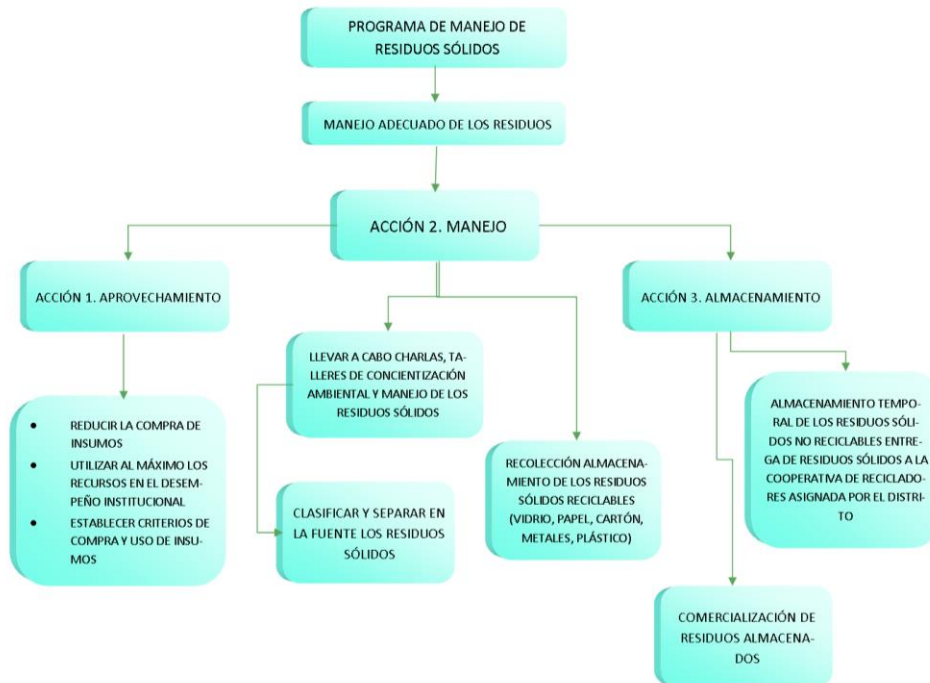 PROGRAMA DE MANEJO DE
RESIDUOS SÓLIDOS
MANEJO ADECUADO DE LOS RESIDUOS
ACCIÓN 2. MANEJO
ACCIÓN 1. APROVECHAMIENTO
ACCIÓN 3. ALMACENAMIENTO
LLEVAR A CABO CHARLAS, TA-
LLERES DE CONCIENTIZACIÓN
AMBIENTAL Y MANEJO DE LOS
RESIDUOS SÓLIDOS
ALMACENAMIENTO TEMPO-
RAL DE LOS RESIDUOS SÓLI-
DOS NO RECICLABLES ENTRE-
GA DE RESIDUOS SÓLIDOS A LA
COOPERATIVA DE RECICLADO-
RES ASIGNADA POR EL DISTRI-
TO
• REDUCIR LA COMPRA DE
INSUMOS
• UTILIZAR AL MÁXIMO LOS
RECURSOS EN EL DESEM-
PEÑO INSTITUCIONAL
• ESTABLECER CRITERIOS DE
COMPRA Y USO DE INSU-
MOS
RECOLECCIÓN ALMACENA-
MIENTO DE LOS RESIDUOS
SÓLIDOS RECICLABLES
(VIDRIO, PAPEL, CARTÓN,
METALES, PLÁSTICO)
CLASIFICAR Y SEPARAR EN
LA FUENTE LOS RESIDUOS
SÓLIDOS
COMERCIALIZACIÓN DE
RESIDUOS ALMACENA-
DOS